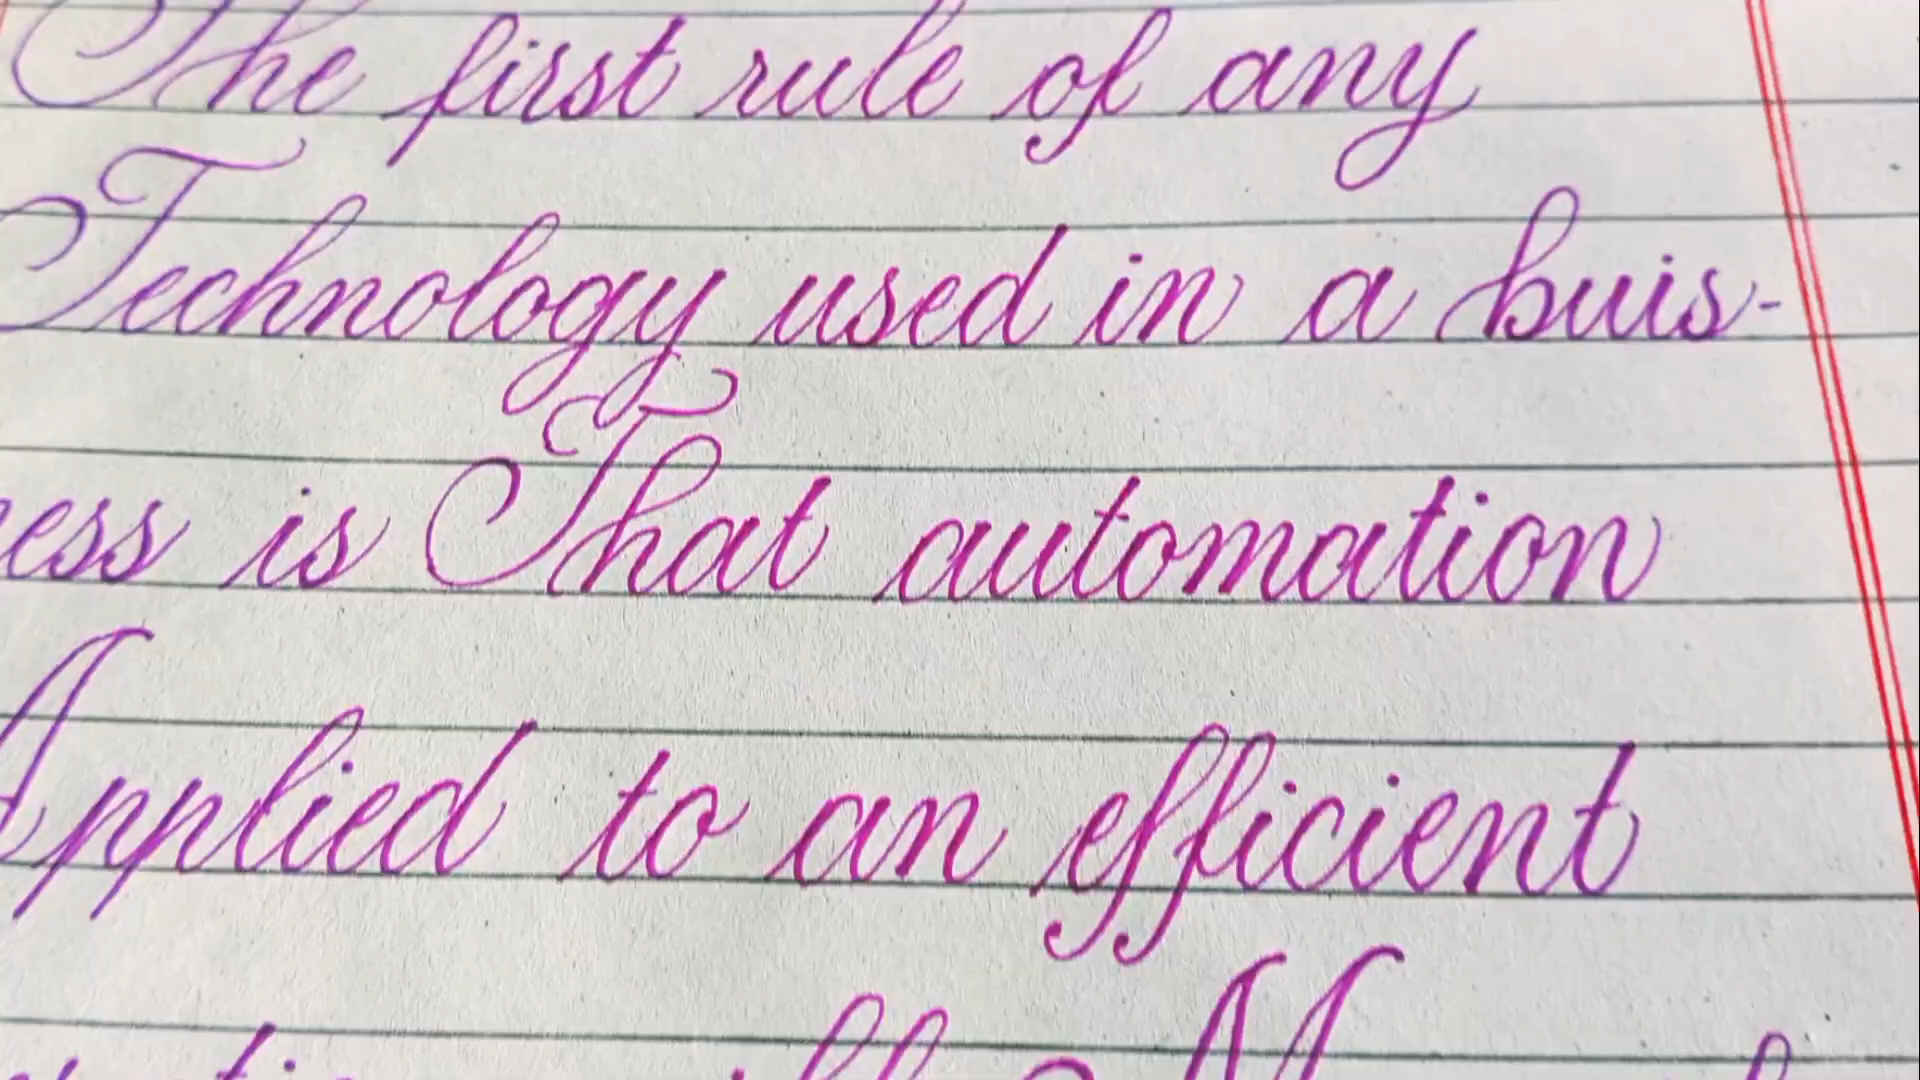 The first rule of any
Technology used in a buis-
ess is That automation
Applied to an efficient